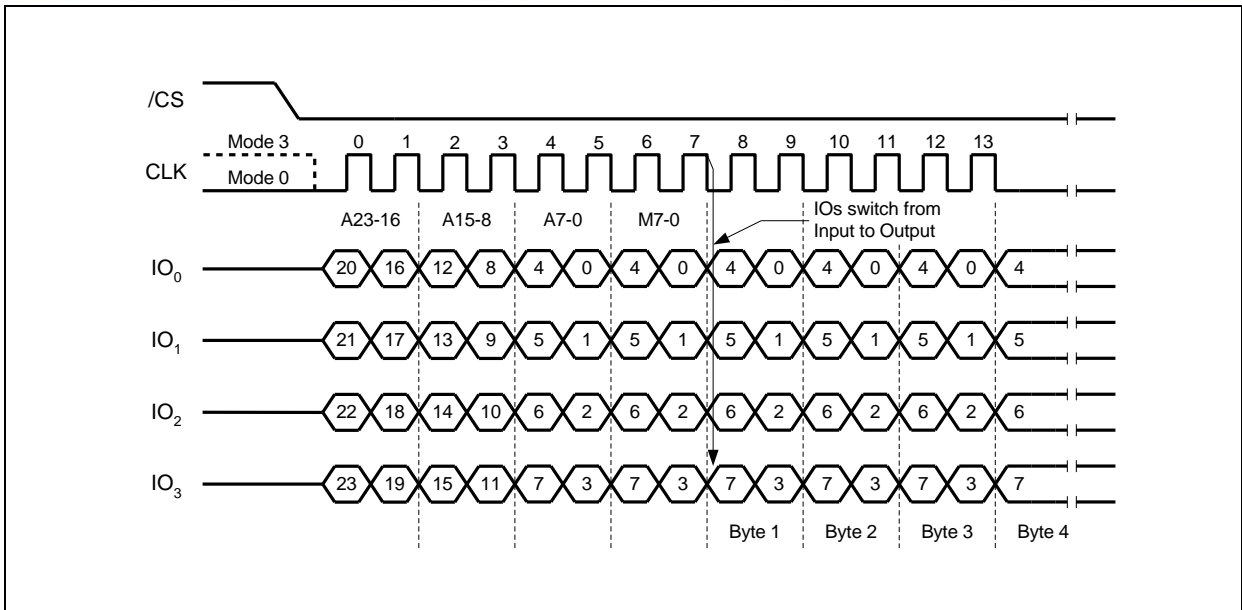 /CS
Mode 3 0 1 2 3 4 5 6 7 8 9 10 11 12 13
CLK
Mode 0
IOs switch from
Input to Output
A23-16 A15-8 A7-0 M7-0
IO0 20 16 12 8 4 0 4 0 4 0 4 0 4 0 4
IO1 21 17 13 9 5 1 5 1 5 1 5 1 5 1 5
IO2 22 18 14 10 6 2 6 2 6 2 6 2 6 2 6
IO3 23 19 15 11 7 3 7 3 7 3 7 3 7 3 7
Byte 1 Byte 2 Byte 3 Byte 4